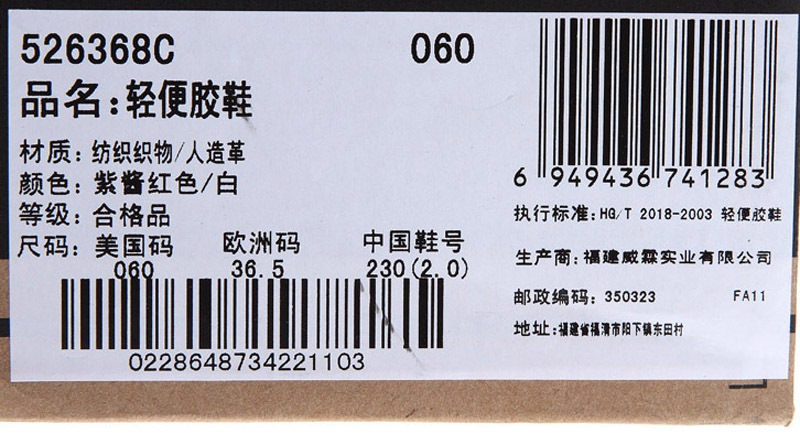 526368C 060
品名:轻便胶鞋
材质:纺织织物/人造革
颜色:紫酱红色/白
等级:合格品
尺码:美国码 欧洲码 中国鞋号
060 36.5 230(2.0)
0228648734221103
6 949436 741283
执行标准:HG/T 2018-2003 轻便胶鞋
生产商:福建威霖实业有限公司
邮政编码:350323 FA11
地址:福建省福清市阳下镇东田村